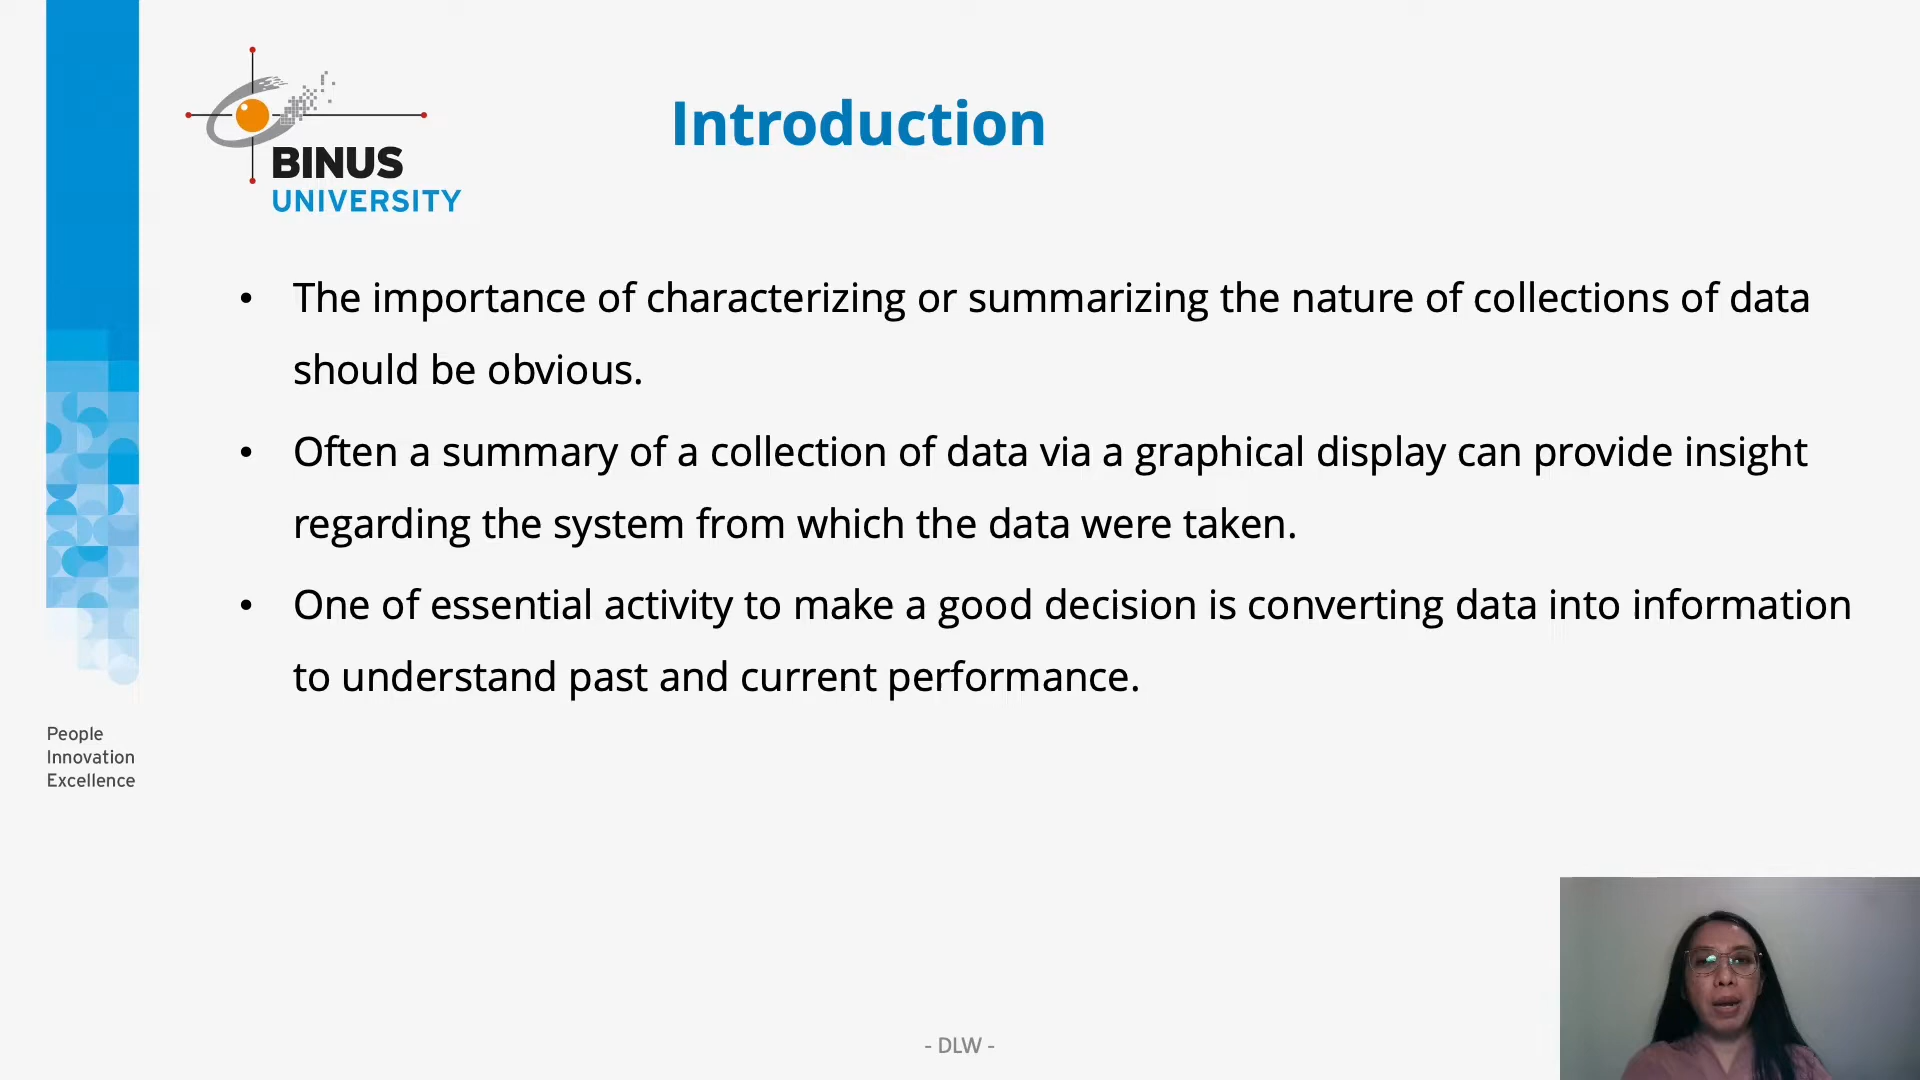 BINUS
UNIVERSITY
Introduction
• The importance of characterizing or summarizing the nature of collections of data
should be obvious.
• Often a summary of a collection of data via a graphical display can provide insight
regarding the system from which the data were taken.
• One of essential activity to make a good decision is converting data into information
to understand past and current performance.
People
Innovation
Excellence
- DLW -